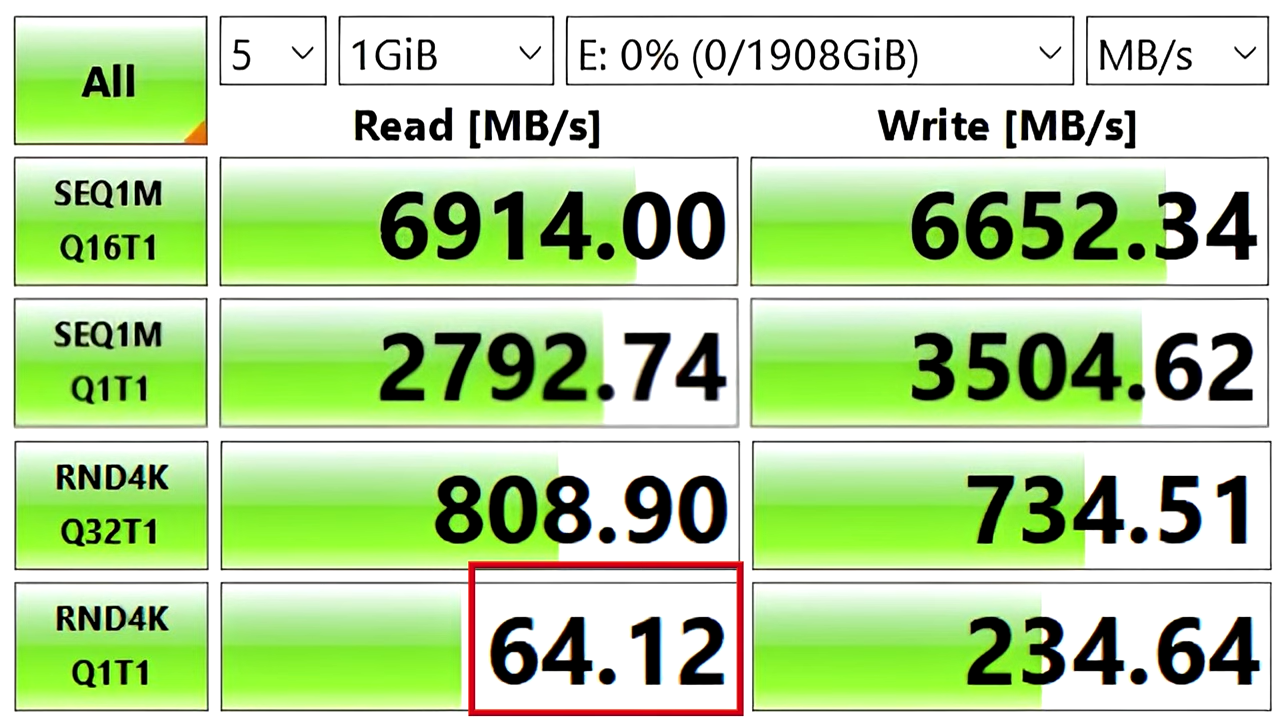 All
5
1GiB
E: 0% (0/1908GiB)
MB/s
Read [MB/s]
Write [MB/s]
SEQ1M
Q16T1
6914.00
6652.34
SEQ1M
Q1T1
2792.74
3504.62
RND4K
Q32T1
808.90
734.51
RND4K
Q1T1
64.12
234.64